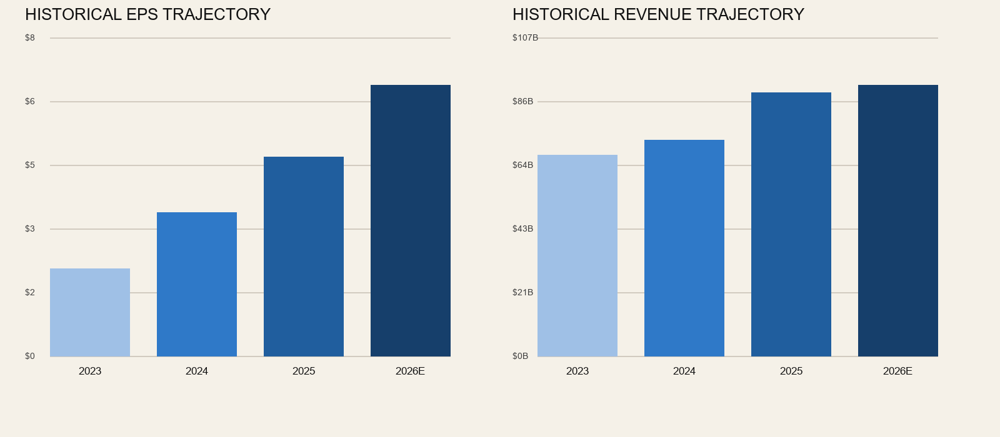 HISTORICAL EPS TRAJECTORY
$8
$6
$5
$3
$2
$0
2023 2024 2025 2026E
HISTORICAL REVENUE TRAJECTORY
$107B
$86B
$64B
$43B
$21B
$0B
2023 2024 2025 2026E